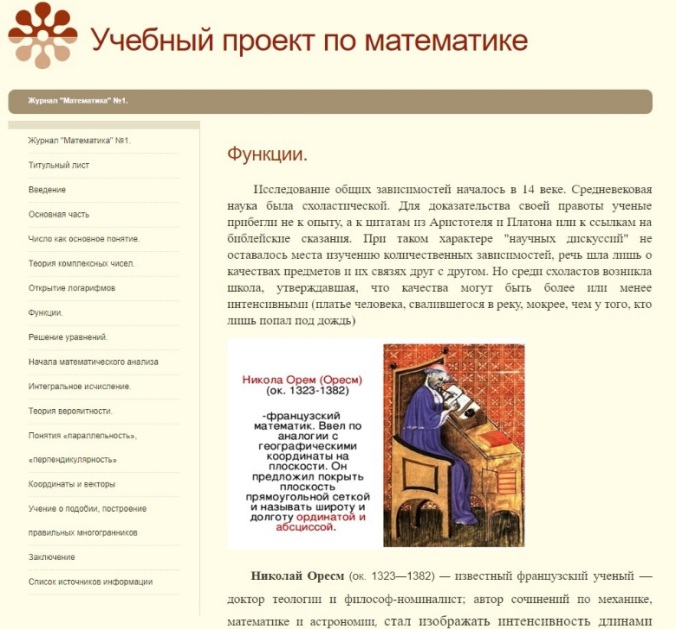 Учебный проект по математике
Журнал "Математика" №1.
Журнал "Математика" №1.
Титульный лист
Введение
Основная часть
Число как основное понятие.
Теория комплексных чисел.
Открытие логарифмов
Функции.
Решение уравнений.
Начала математического анализа
Интегральное исчисление.
Теория вероятности.
Понятия «параллельность»,
«перпендикулярность»
Координаты и векторы
Учение о подобии, построение
правильных многогранников
Заключение
Список источников информации
Функции.
Исследование общих зависимостей началось в 14 веке. Средневековая
наука была схоластической. Для доказательства своей правоты ученые
прибегли не к опыту, а к цитатам из Аристотеля и Платона или к ссылкам на
библейские сказания. При таком характере "научных дискуссий" не
оставалось места изучению количественных зависимостей, речь шла лишь о
качествах предметов и их связях друг с другом. Но среди схоластов возникла
школа, утверждавшая, что качества могут быть более или менее
интенсивными (платье человека, свалившегося в реку, мокрее, чем у того, кто
лишь попал под дождь)
Никола Орем (Оресм)
(ок. 1323-1382)
-французский
математик. Ввел по
аналогии с
географическими
координаты на
плоскости. Он
предложил покрыть
плоскость
прямоугольной сеткой
и называть широту и
долготу ординатой и
абсциссой.
Николай Оресм (ок. 1323—1382) — известный французский ученый —
доктор теологии и философ-номиналист; автор сочинений по механике,
математике и астрономии, стал изображать интенсивность длинами